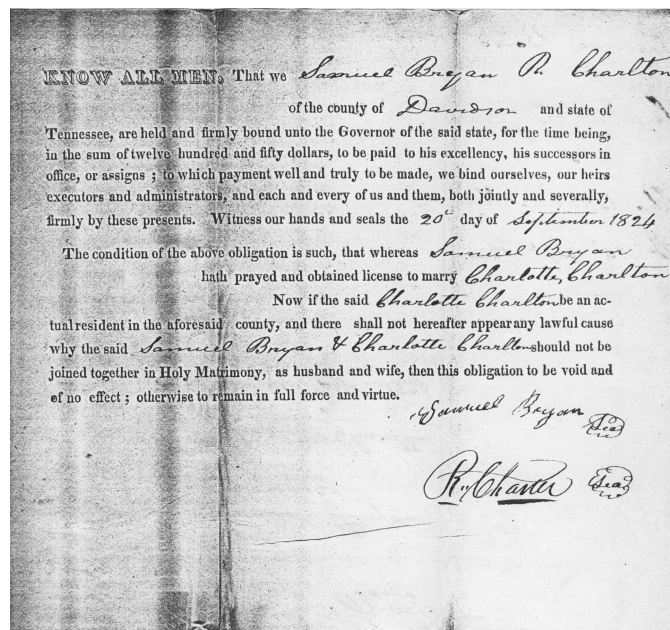 KNOW ALL MEN, That we Samuel Bryan R. Charlton
of the county of Davidson and state of
Tennessee, are held and firmly bound unto the Governor of the said state, for the time being,
in the sum of twelve hundred and fifty dollars, to be paid to his excellency, his successors in
office, or assigns ; to which payment well and truly to be made, we bind ourselves, our heirs
executors and administrators, and each and every of us and them, both jointly and severally,
firmly by these presents. Witness our hands and seals the 20th day of September 1824
The condition of the above obligation is such, that whereas Samuel Bryan
hath prayed and obtained license to marry Charlotte, Charlton
Now if the said Charlotte Charlton be an ac-
tual resident in the aforesaid county, and there shall not hereafter appear any lawful cause
why the said Samuel Bryan & Charlotte Charlton should not be
joined together in Holy Matrimony, as husband and wife, then this obligation to be void and
of no effect ; otherwise to remain in full force and virtue.
Samuel Bryan Seal
R. Seal